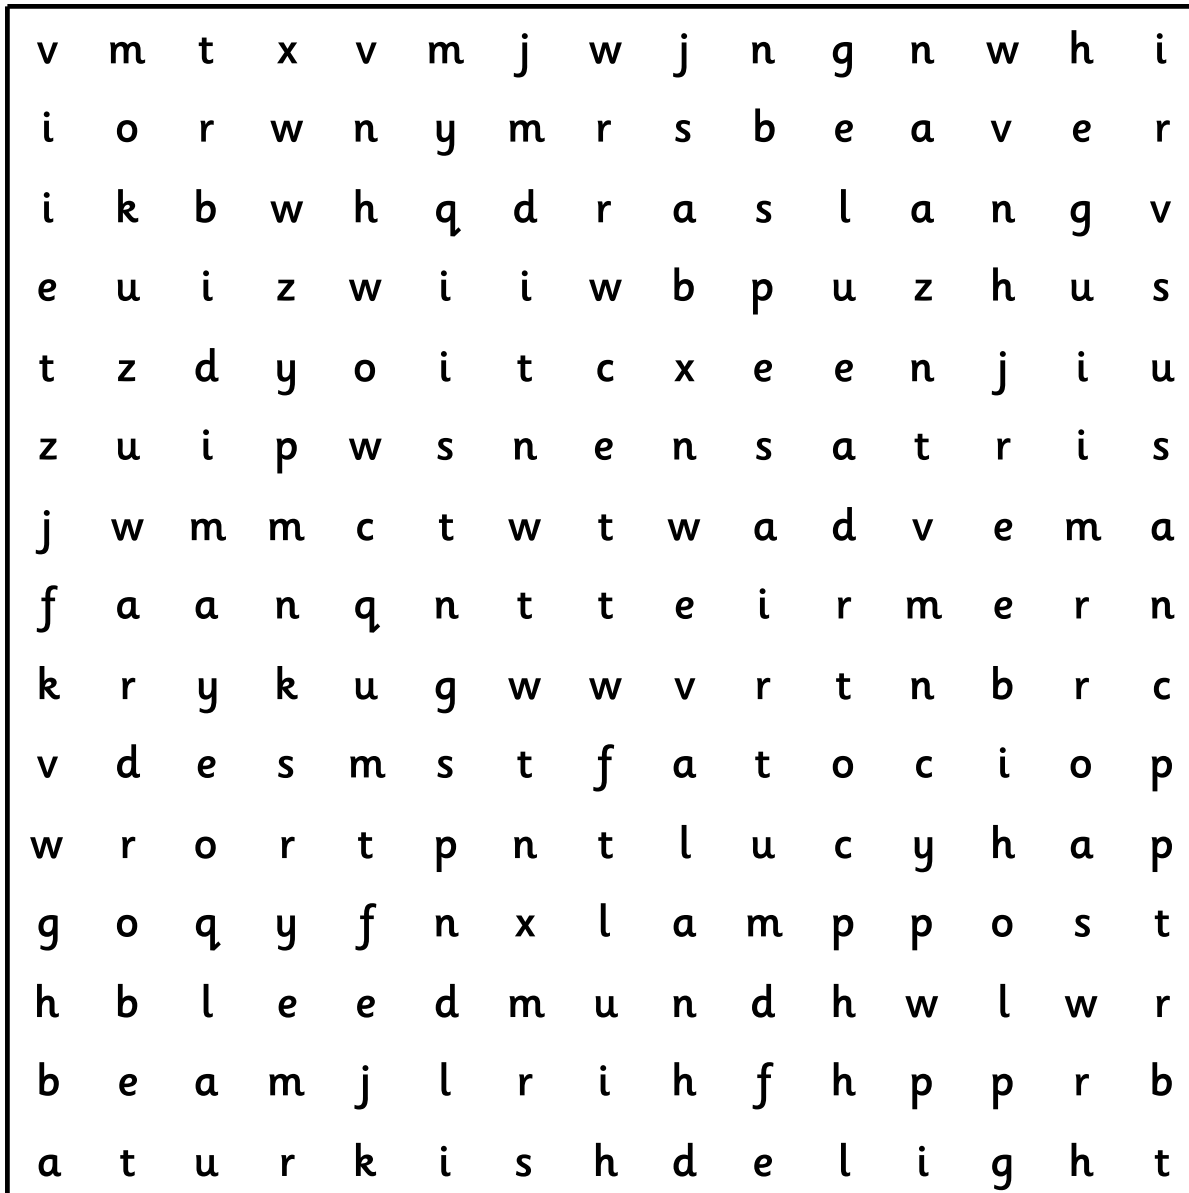 v m t x v m j w j n g n w h i
i o r w n y m r s b e a v e r
i k b w h q d r a s l a n g v
e u i z w i i w b p u z h u s
t z d y o i t c x e e n j i u
z u i p w s n e n s a t r i s
j w m m c t w t w a d v e m a
f a a n q n t t e i r m e r n
k r y k u g w w v r t n b r c
v d e s m s t f a t o c i o p
w r o r t p n t l u c y h a p
g o q y f n x l a m p p o s t
h b l e e d m u n d h w l w r
b e a m j l r i h f h p p r b
a t u r k i s h d e l i g h t